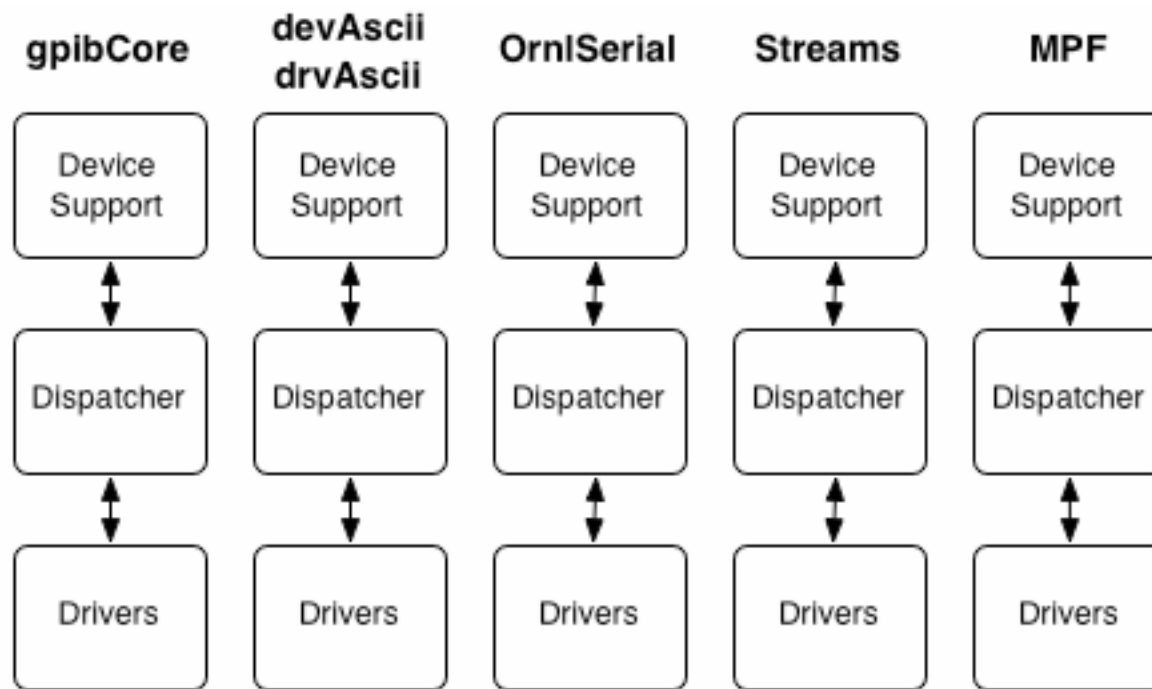 gpibCore
devAscii
drvAscii
OrnlSerial
Streams
MPF
Device
Support
Device
Support
Device
Support
Device
Support
Device
Support
Dispatcher
Dispatcher
Dispatcher
Dispatcher
Dispatcher
Drivers
Drivers
Drivers
Drivers
Drivers